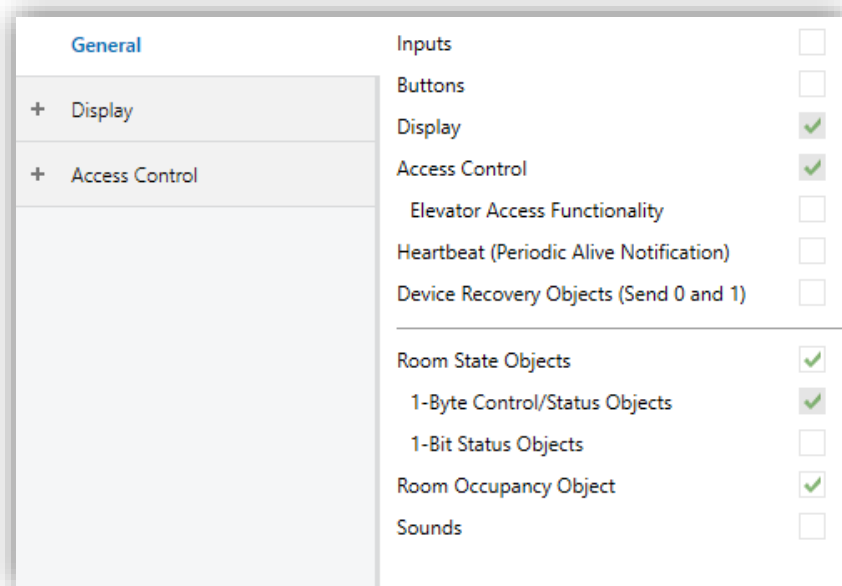 General
+ Display
+ Access Control
Inputs
Buttons
Display
Access Control
Elevator Access Functionality
Heartbeat (Periodic Alive Notification)
Device Recovery Objects (Send 0 and 1)
Room State Objects
1-Byte Control/Status Objects
1-Bit Status Objects
Room Occupancy Object
Sounds